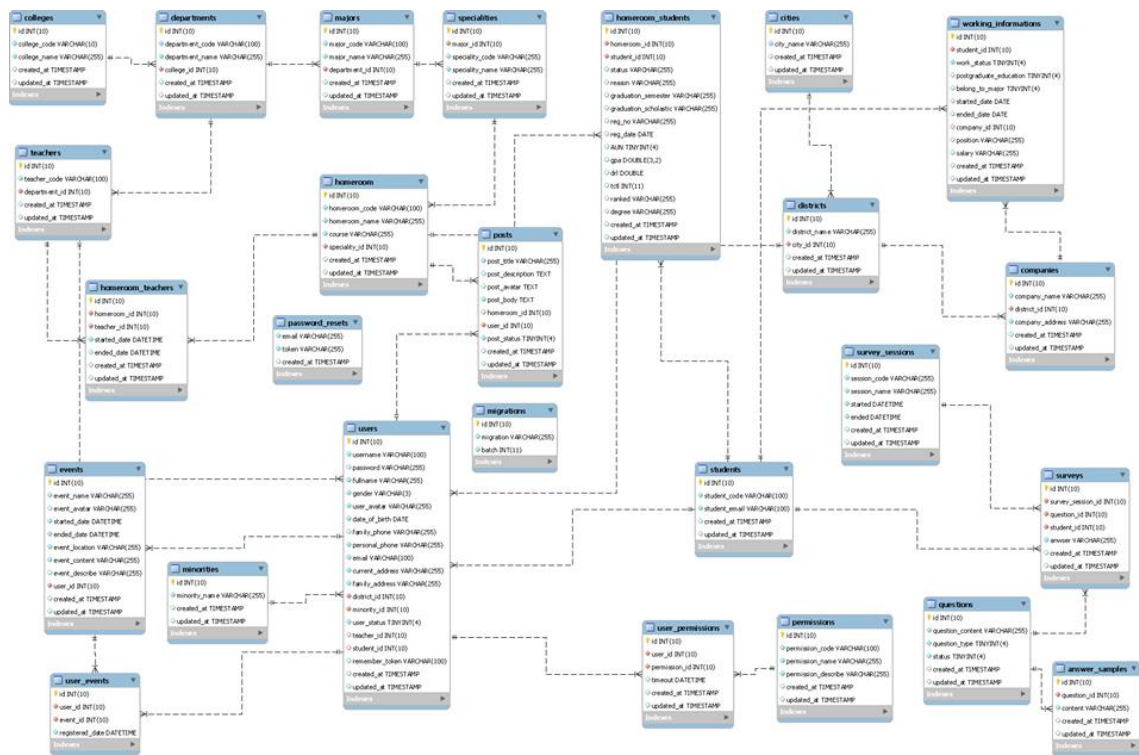 colleges
id INT(10)
college_code VARCHAR(10)
college_name VARCHAR(255)
created_at TIMESTAMP
updated_at TIMESTAMP
Indexes
departments
id INT(10)
department_code VARCHAR(100)
department_name VARCHAR(255)
college_id INT(10)
created_at TIMESTAMP
updated_at TIMESTAMP
Indexes
majors
id INT(10)
major_code VARCHAR(100)
major_name VARCHAR(255)
department_id INT(10)
created_at TIMESTAMP
updated_at TIMESTAMP
Indexes
specialities
id INT(10)
major_id INT(10)
speciality_code VARCHAR(255)
speciality_name VARCHAR(255)
created_at TIMESTAMP
updated_at TIMESTAMP
Indexes
homeroom_students
id INT(10)
homeroom_id INT(10)
student_id INT(10)
status VARCHAR(255)
reason VARCHAR(255)
graduation_semester VARCHAR(255)
graduation_scholastic VARCHAR(255)
reg_no VARCHAR(255)
reg_date DATE
AUN TINYINT(4)
gpa DOUBLE(3,2)
drl DOUBLE
tctl INT(11)
ranked VARCHAR(255)
degree VARCHAR(255)
created_at TIMESTAMP
updated_at TIMESTAMP
Indexes
cities
id INT(10)
city_name VARCHAR(255)
created_at TIMESTAMP
updated_at TIMESTAMP
Indexes
working_informations
id INT(10)
student_id INT(10)
work_status TINYINT(4)
postgraduate_education TINYINT(4)
belong_to_major TINYINT(4)
started_date DATE
ended_date DATE
company_id INT(10)
position VARCHAR(255)
salary VARCHAR(255)
created_at TIMESTAMP
updated_at TIMESTAMP
Indexes
teachers
id INT(10)
teacher_code VARCHAR(100)
department_id INT(10)
created_at TIMESTAMP
updated_at TIMESTAMP
Indexes
homeroom
id INT(10)
homeroom_code VARCHAR(100)
homeroom_name VARCHAR(255)
course VARCHAR(255)
speciality_id INT(10)
created_at TIMESTAMP
updated_at TIMESTAMP
Indexes
posts
id INT(10)
post_title VARCHAR(255)
post_description TEXT
post_avatar TEXT
post_body TEXT
homeroom_id INT(10)
user_id INT(10)
post_status TINYINT(4)
created_at TIMESTAMP
updated_at TIMESTAMP
Indexes
districts
id INT(10)
district_name VARCHAR(255)
city_id INT(10)
created_at TIMESTAMP
updated_at TIMESTAMP
Indexes
companies
id INT(10)
company_name VARCHAR(255)
district_id INT(10)
company_address VARCHAR(255)
created_at TIMESTAMP
updated_at TIMESTAMP
Indexes
homeroom_teachers
id INT(10)
homeroom_id INT(10)
teacher_id INT(10)
started_date DATETIME
ended_date DATETIME
created_at TIMESTAMP
updated_at TIMESTAMP
Indexes
password_resets
email VARCHAR(255)
token VARCHAR(255)
created_at TIMESTAMP
Indexes
survey_sessions
id INT(10)
session_code VARCHAR(255)
session_name VARCHAR(255)
started DATETIME
ended DATETIME
created_at TIMESTAMP
updated_at TIMESTAMP
Indexes
migrations
id INT(10)
migration VARCHAR(255)
batch INT(11)
Indexes
users
id INT(10)
username VARCHAR(100)
password VARCHAR(255)
fullname VARCHAR(255)
gender VARCHAR(3)
user_avatar VARCHAR(255)
date_of_birth DATE
family_phone VARCHAR(255)
personal_phone VARCHAR(255)
email VARCHAR(100)
current_address VARCHAR(255)
family_address VARCHAR(255)
district_id INT(10)
minority_id INT(10)
user_status TINYINT(4)
teacher_id INT(10)
student_id INT(10)
remember_token VARCHAR(100)
created_at TIMESTAMP
updated_at TIMESTAMP
Indexes
events
id INT(10)
event_name VARCHAR(255)
event_avatar VARCHAR(255)
started_date DATETIME
ended_date DATETIME
event_location VARCHAR(255)
event_content VARCHAR(255)
event_describe VARCHAR(255)
user_id INT(10)
created_at TIMESTAMP
updated_at TIMESTAMP
Indexes
students
id INT(10)
student_code VARCHAR(100)
student_email VARCHAR(100)
created_at TIMESTAMP
updated_at TIMESTAMP
Indexes
surveys
id INT(10)
survey_session_id INT(10)
question_id INT(10)
student_id INT(10)
anwser VARCHAR(255)
created_at TIMESTAMP
updated_at TIMESTAMP
Indexes
minorities
id INT(10)
minority_name VARCHAR(255)
created_at TIMESTAMP
updated_at TIMESTAMP
Indexes
user_permissions
id INT(10)
user_id INT(10)
permission_id INT(10)
timeout DATETIME
created_at TIMESTAMP
updated_at TIMESTAMP
Indexes
permissions
id INT(10)
permission_code VARCHAR(100)
permission_name VARCHAR(255)
permission_describe VARCHAR(255)
created_at TIMESTAMP
updated_at TIMESTAMP
Indexes
questions
id INT(10)
question_content VARCHAR(255)
question_type TINYINT(4)
status TINYINT(4)
created_at TIMESTAMP
updated_at TIMESTAMP
Indexes
answer_samples
id INT(10)
question_id INT(10)
content VARCHAR(255)
created_at TIMESTAMP
updated_at TIMESTAMP
Indexes
user_events
id INT(10)
user_id INT(10)
event_id INT(10)
registered_date DATETIME
Indexes